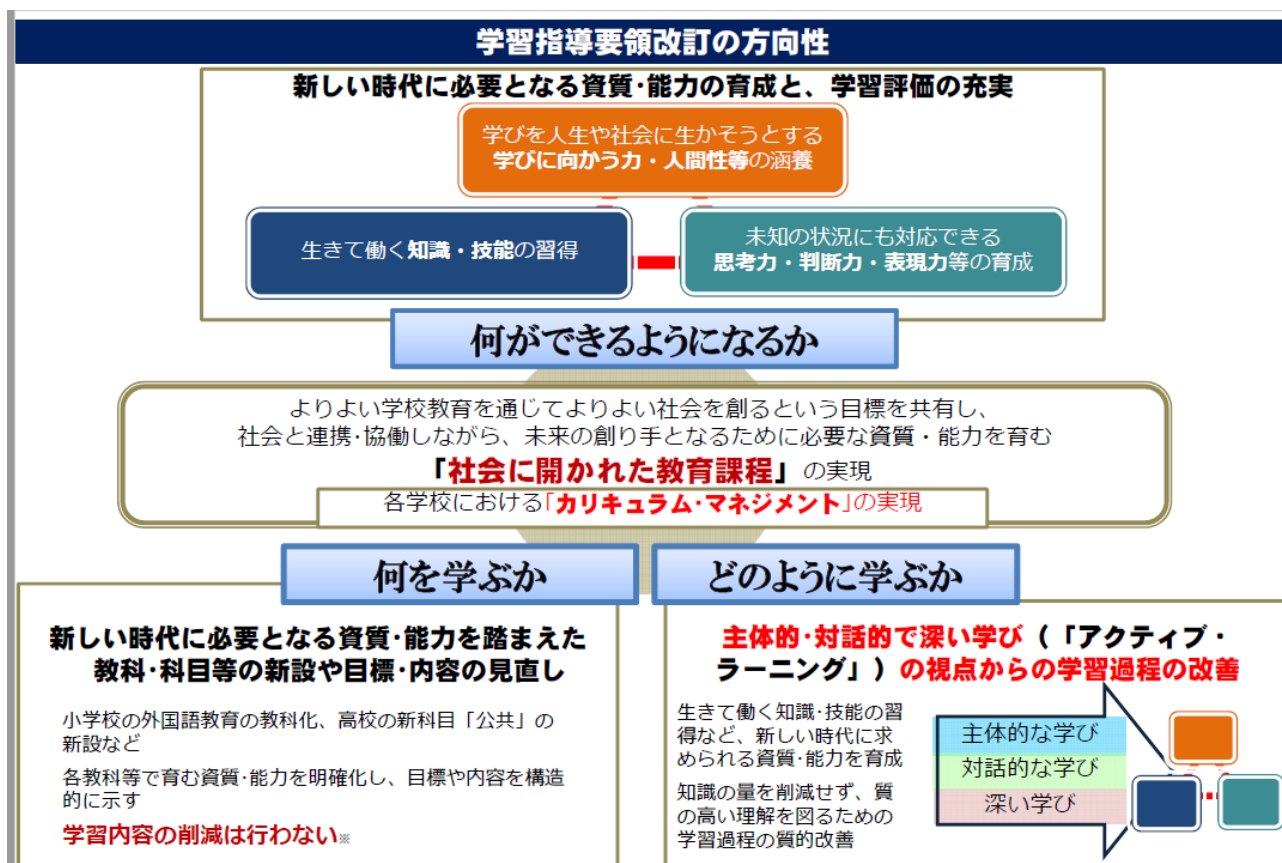 学習指導要領改訂の方向性
新しい時代に必要となる資質･能力の育成と、学習評価の充実
学びを人生や社会に生かそうとする
学びに向かう力・人間性等の涵養
生きて働く知識・技能の習得
未知の状況にも対応できる
思考力・判断力・表現力等の育成
何ができるようになるか
よりよい学校教育を通じてよりよい社会を創るという目標を共有し、
社会と連携･協働しながら、未来の創り手となるために必要な資質・能力を育む
「社会に開かれた教育課程」の実現
各学校における「カリキュラム･マネジメント」の実現
何を学ぶか
新しい時代に必要となる資質･能力を踏まえた
教科･科目等の新設や目標･内容の見直し
小学校の外国語教育の教科化、高校の新科目「公共」の
新設など
各教科等で育む資質･能力を明確化し、目標や内容を構造
的に示す
学習内容の削減は行わない※
どのように学ぶか
主体的･対話的で深い学び（「アクティブ・
ラーニング」）の視点からの学習過程の改善
生きて働く知識･技能の習
得など、新しい時代に求
められる資質･能力を育成
知識の量を削減せず、質
の高い理解を図るための
学習過程の質的改善
主体的な学び
対話的な学び
深い学び